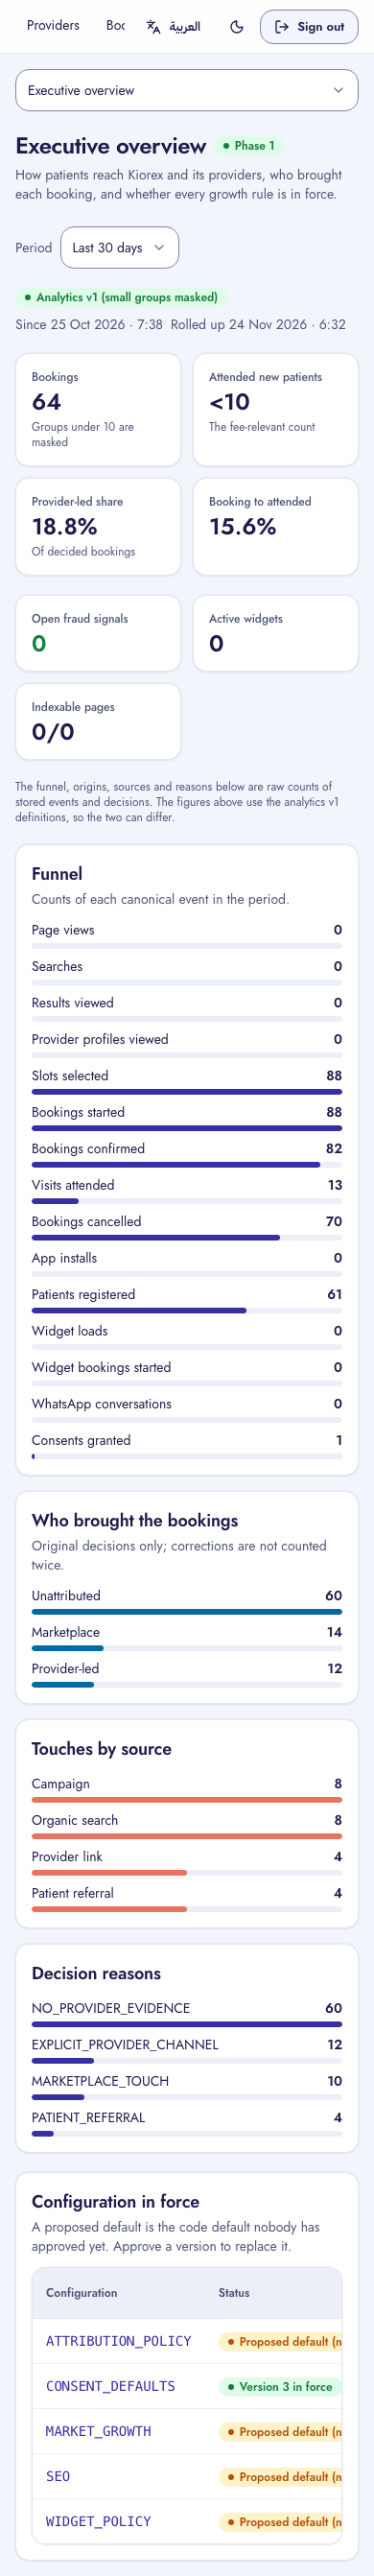 Providers
العربية
Sign out
Executive overview
Executive overview
Phase 1
How patients reach Kiorex and its providers, who brought
each booking, and whether every growth rule is in force.
Period
Last 30 days
Analytics v1 (small groups masked)
Since 25 Oct 2026 · 7:38 Rolled up 24 Nov 2026 · 6:32
Bookings
64
Groups under 10 are
masked
Attended new patients
<10
The fee-relevant count
Provider-led share
18.8%
Of decided bookings
Booking to attended
15.6%
Open fraud signals
0
Active widgets
0
Indexable pages
0/0
The funnel, origins, sources and reasons below are raw counts of
stored events and decisions. The figures above use the analytics v1
definitions, so the two can differ.
Funnel
Counts of each canonical event in the period.
Page views 0
Searches 0
Results viewed 0
Provider profiles viewed 0
Slots selected 88
Bookings started 88
Bookings confirmed 82
Visits attended 13
Bookings cancelled 70
App installs 0
Patients registered 61
Widget loads 0
Widget bookings started 0
WhatsApp conversations 0
Consents granted 1
Who brought the bookings
Original decisions only; corrections are not counted
twice.
Unattributed 60
Marketplace 14
Provider-led 12
Touches by source
Campaign 8
Organic search 8
Provider link 4
Patient referral 4
Decision reasons
NO_PROVIDER_EVIDENCE 60
EXPLICIT_PROVIDER_CHANNEL 12
MARKETPLACE_TOUCH 10
PATIENT_REFERRAL 4
Configuration in force
A proposed default is the code default nobody has
approved yet. Approve a version to replace it.
Configuration Status
ATTRIBUTION_POLICY Proposed default
CONSENT_DEFAULTS Version 3 in force
MARKET_GROWTH Proposed default
SEO Proposed default
WIDGET_POLICY Proposed default